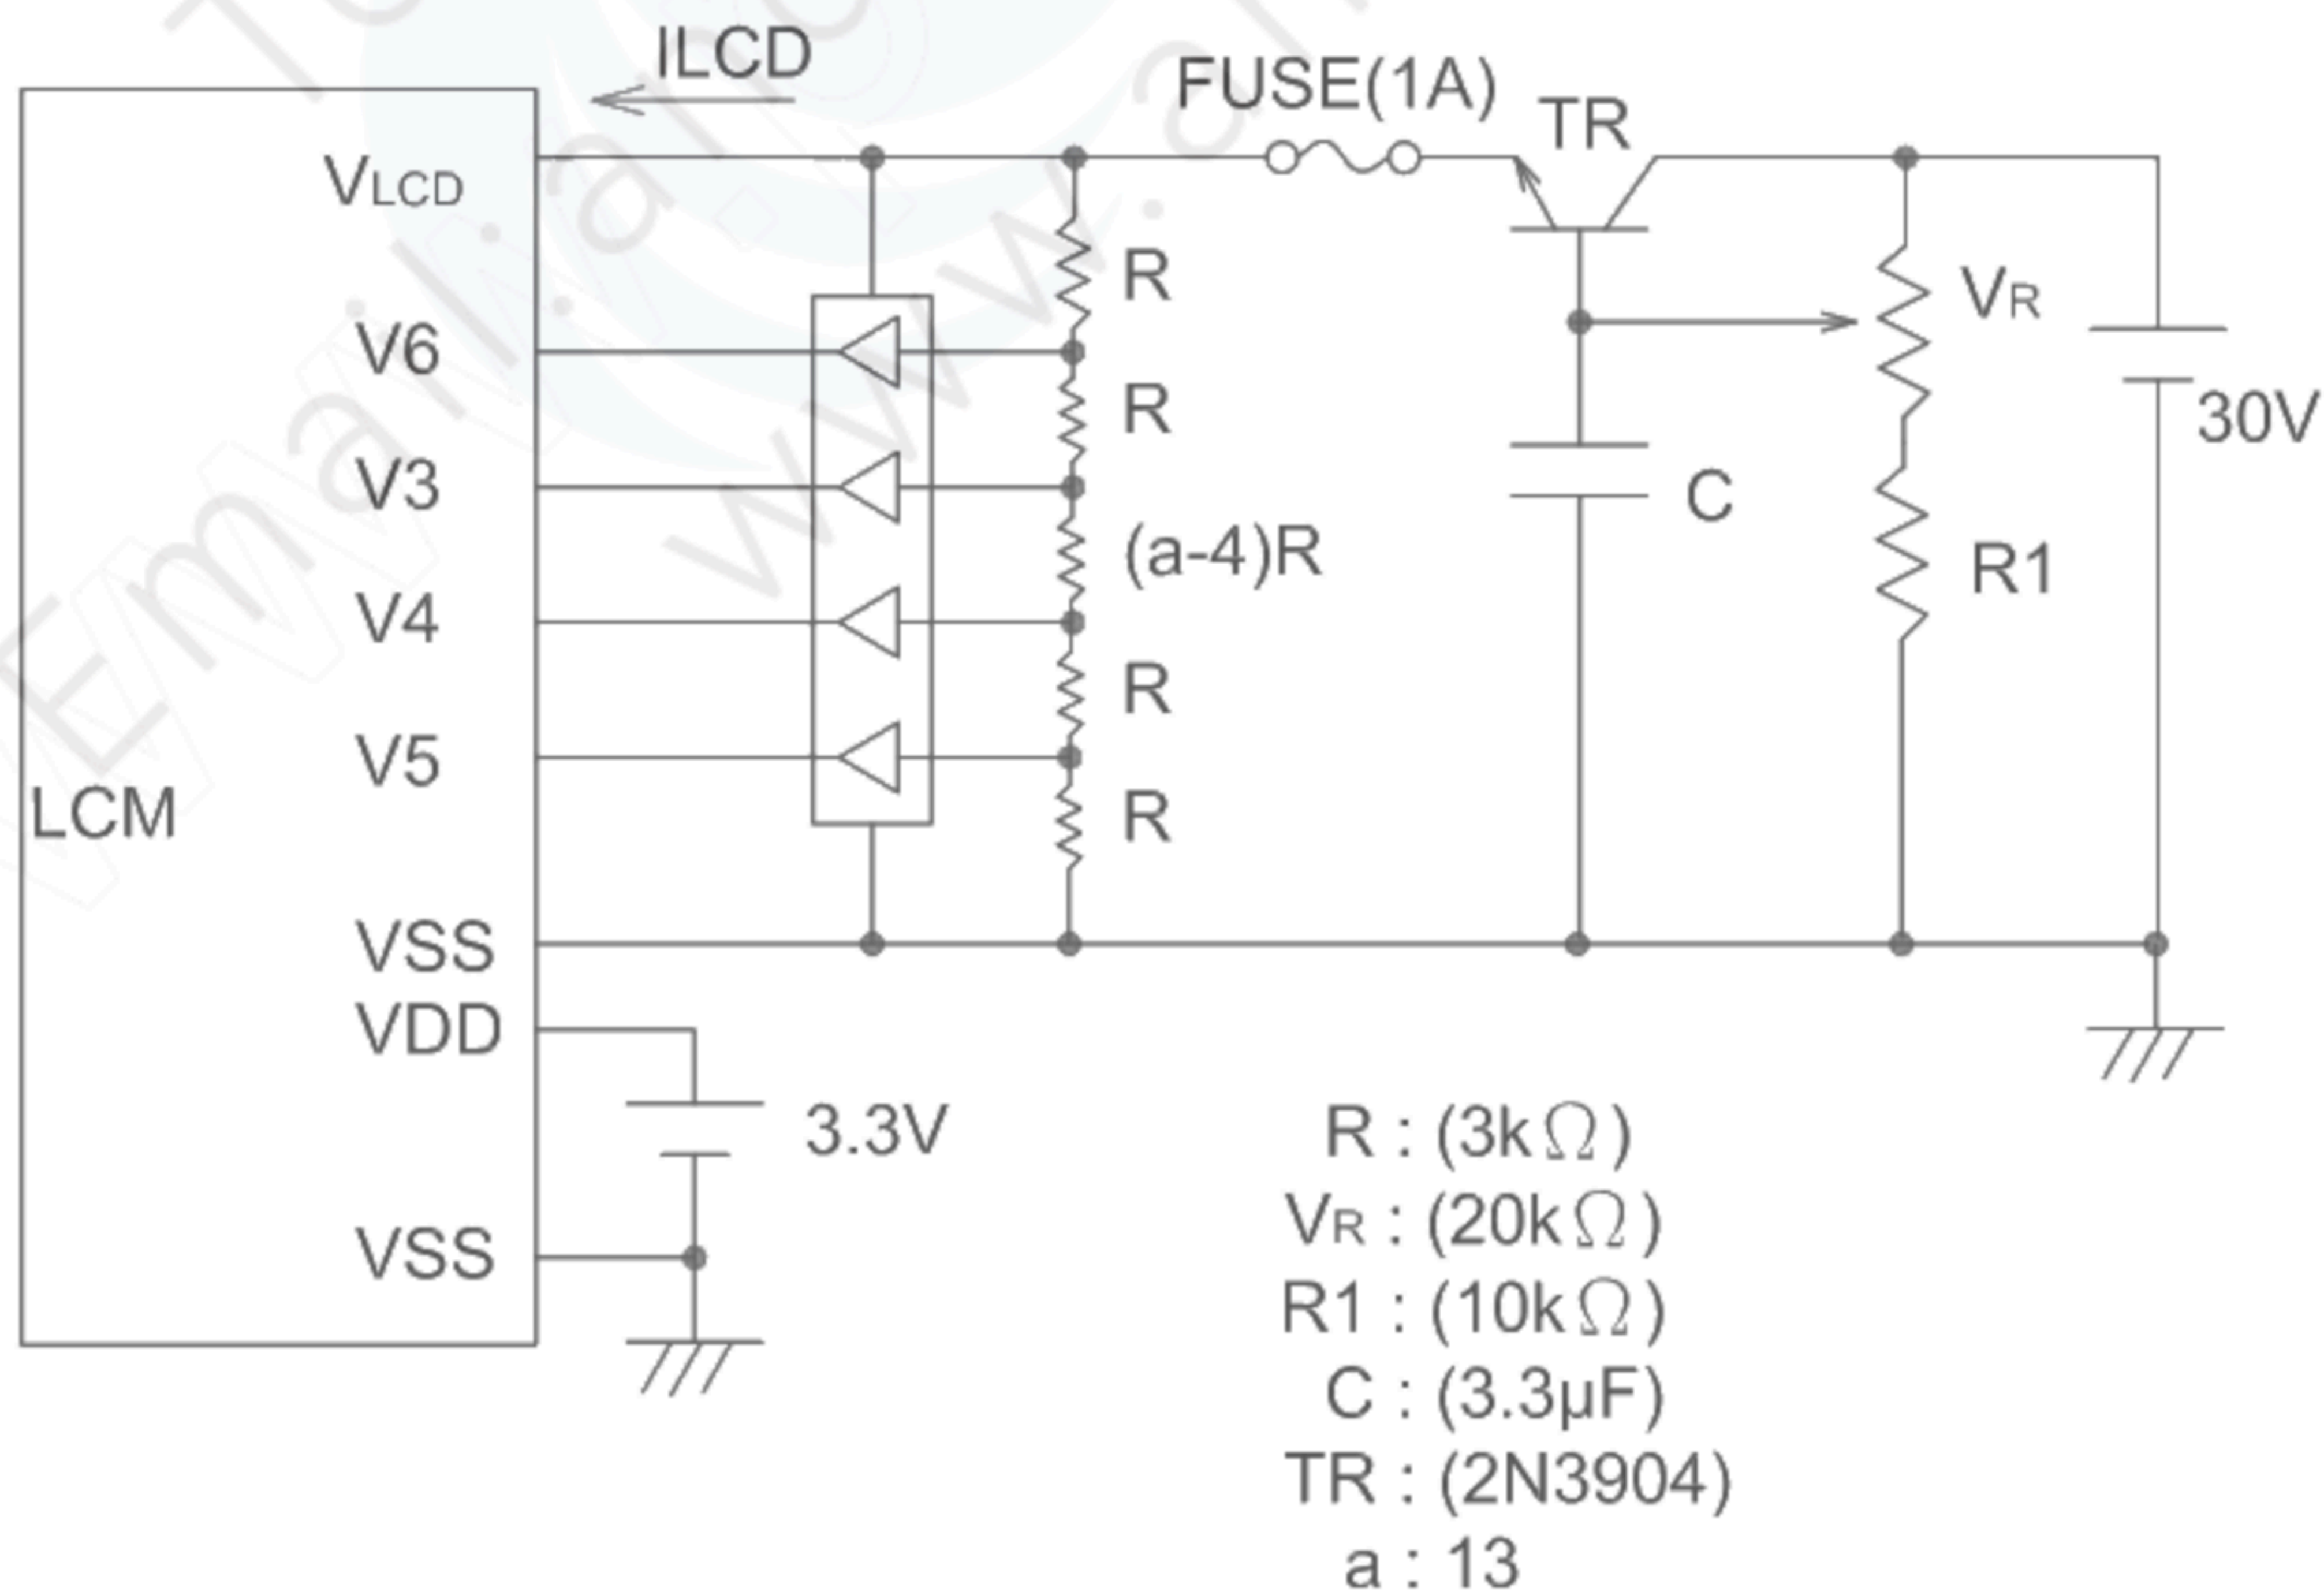 ILCD
FUSE(1A)
TR
VLCD
R
VR
V6
R
30V
V3
C
(a-4)R
R1
V4
R
V5
R
LCM
VSS
VDD
3.3V
VSS
R : (3kΩ)
VR : (20kΩ)
R1 : (10kΩ)
C : (3.3µF)
TR : (2N3904)
a : 13